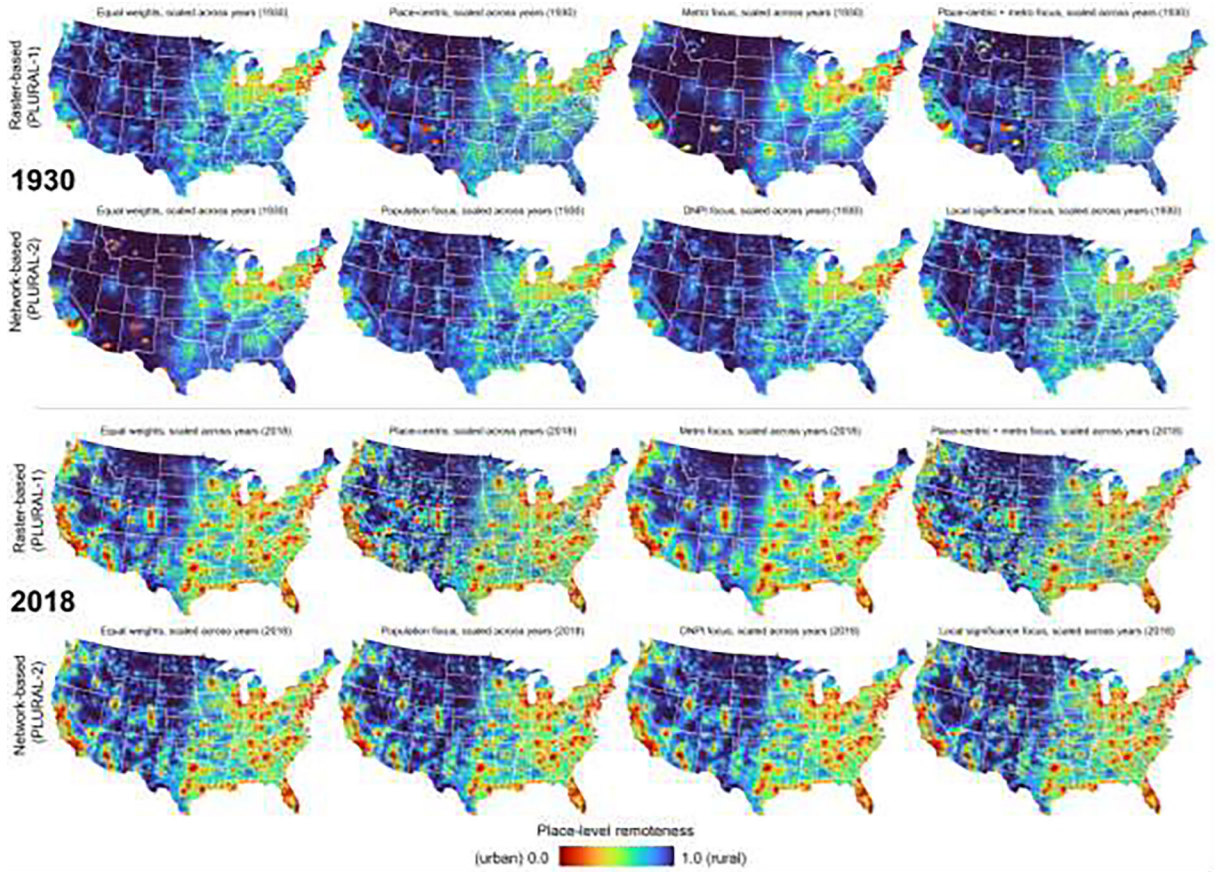 Equal weights, scaled across years (1930)
Place-centric, scaled across years (1930)
Metro focus, scaled across years (1930)
Place-centric + metro focus, scaled across years (1930)
Raster-based
(PLURAL-1)
1930
Equal weights, scaled across years (1930)
Population focus, scaled across years (1930)
DNPI focus, scaled across years (1930)
Local significance focus, scaled across years (1930)
Network-based
(PLURAL-2)
Equal weights, scaled across years (2018)
Place-centric, scaled across years (2018)
Metro focus, scaled across years (2018)
Place-centric + metro focus, scaled across years (2018)
Raster-based
(PLURAL-1)
2018
Equal weights, scaled across years (2018)
Population focus, scaled across years (2018)
DNPI focus, scaled across years (2018)
Local significance focus, scaled across years (2018)
Network-based
(PLURAL-2)
Place-level remoteness
(urban) 0.0
1.0 (rural)